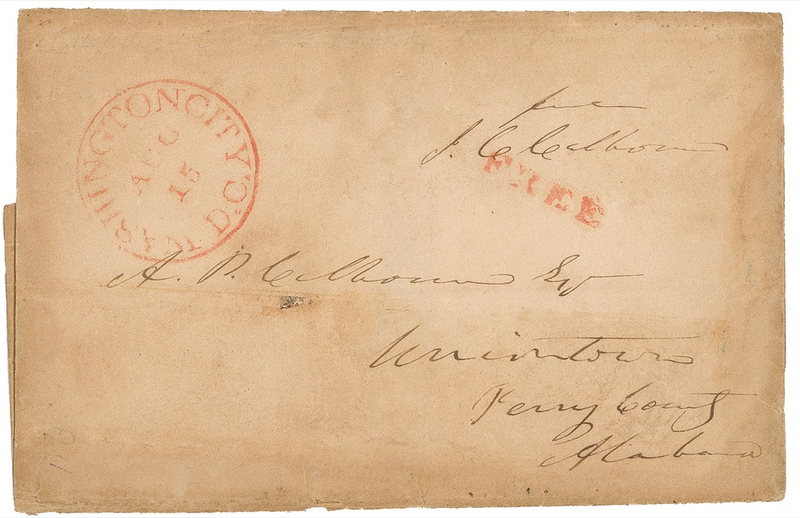 WASHINGTON CITY. D.C.
AUG
15
free
J. C. Calhoun
FREE
A. P. Calhoun Esq
Uniontown
Perry County
Alabama